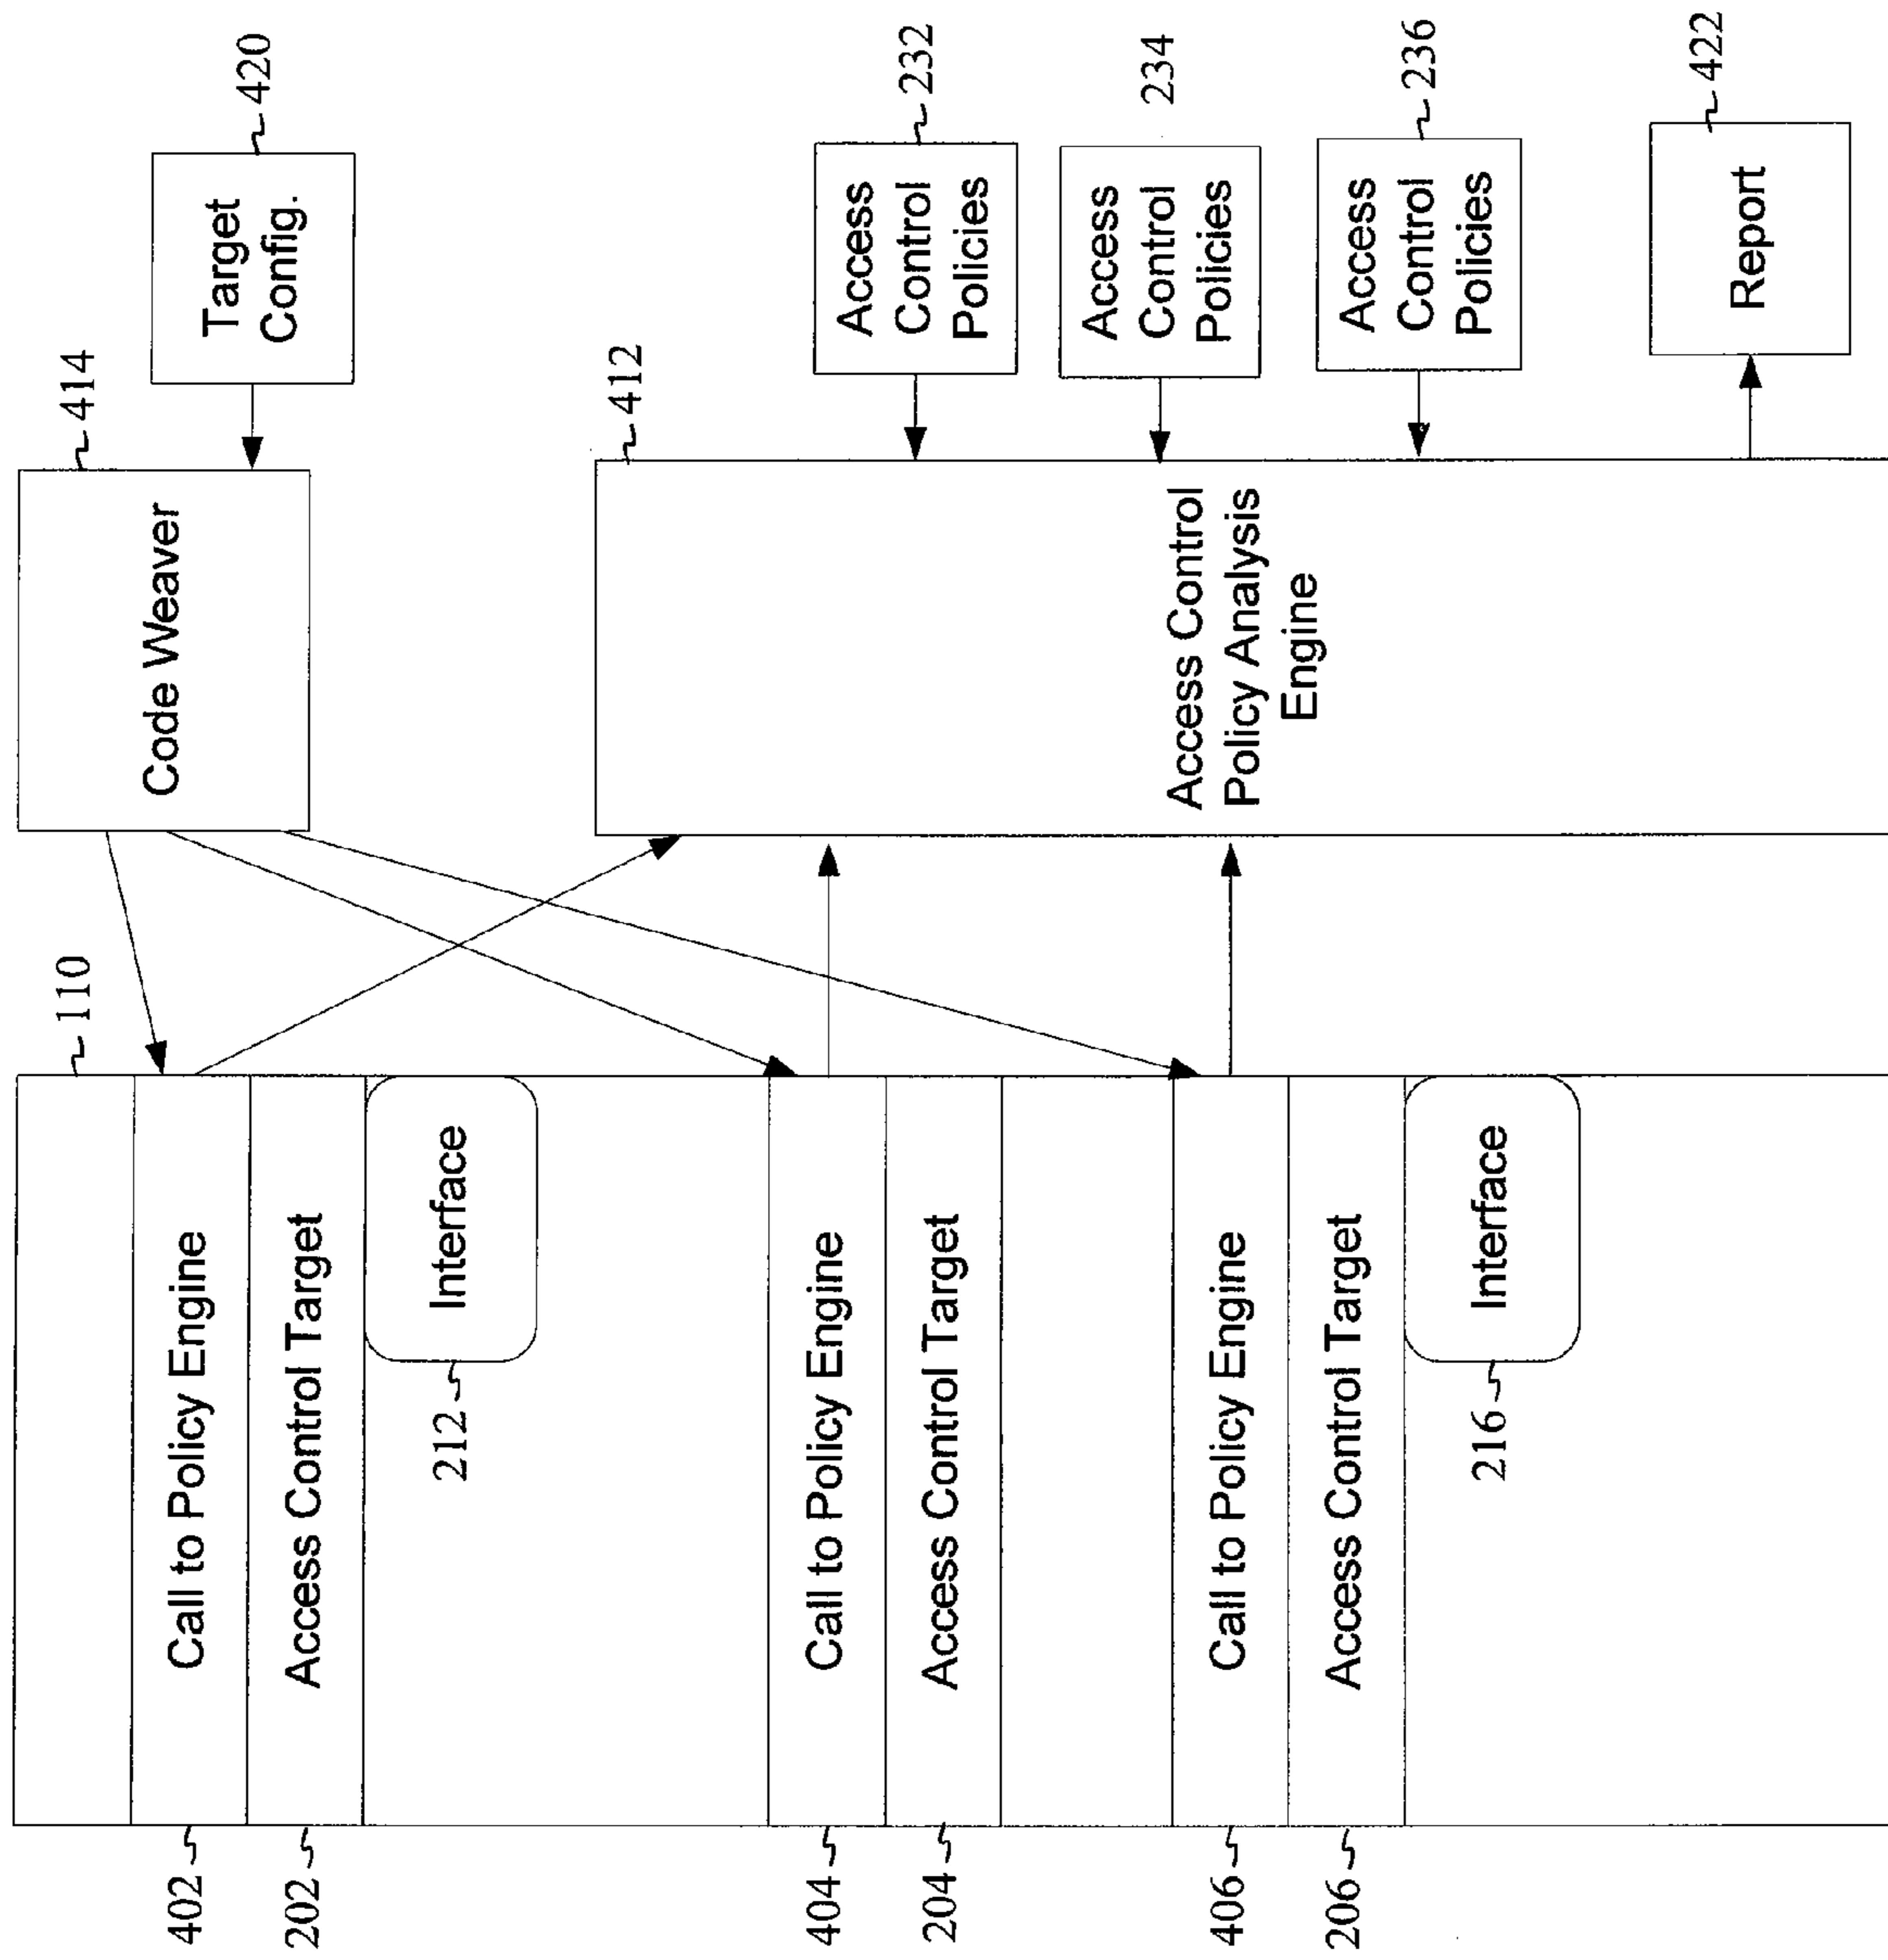 110
402
Call to Policy Engine
202
Access Control Target
Interface
212
404
Call to Policy Engine
204
Access Control Target
406
Call to Policy Engine
206
Access Control Target
Interface
216
414
Code Weaver
420
Target
Config.
412
Access Control
Policy Analysis
Engine
232
Access
Control
Policies
234
Access
Control
Policies
236
Access
Control
Policies
422
Report